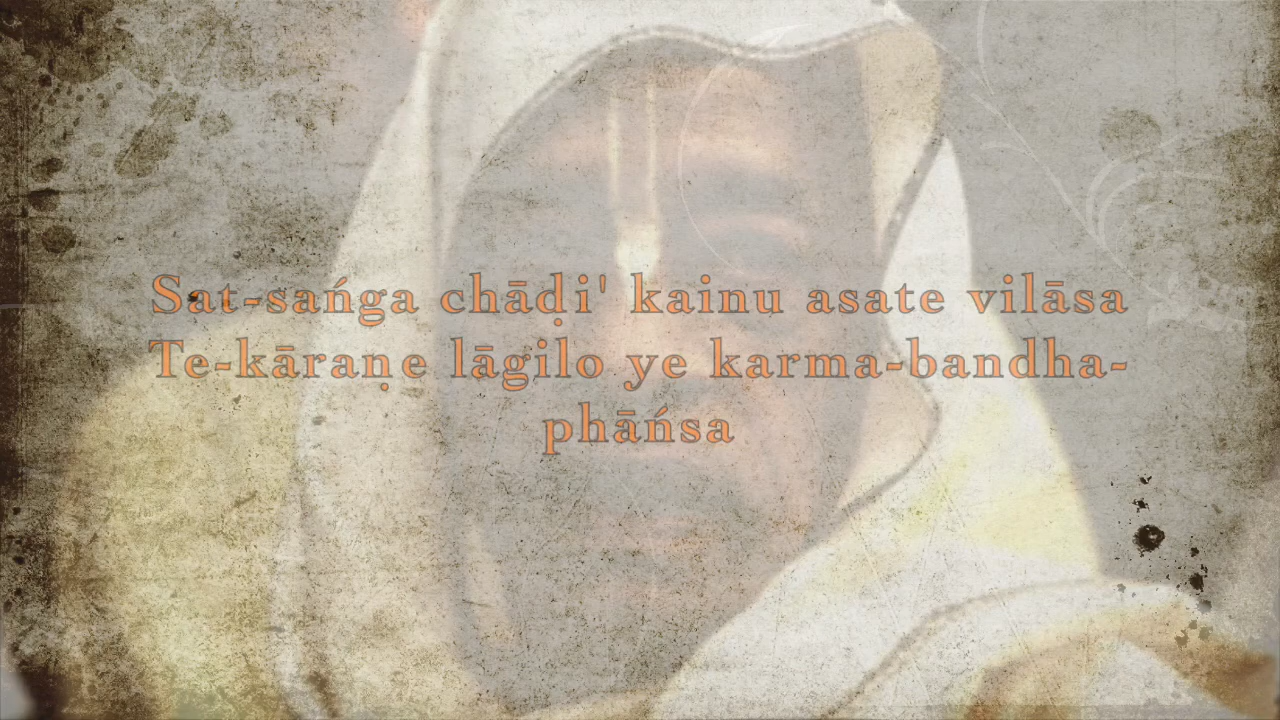 Sat-sańga chāḍi' kainu asate vilāsa
Te-kāraṇe lāgilo ye karma-bandha-
phāńsa